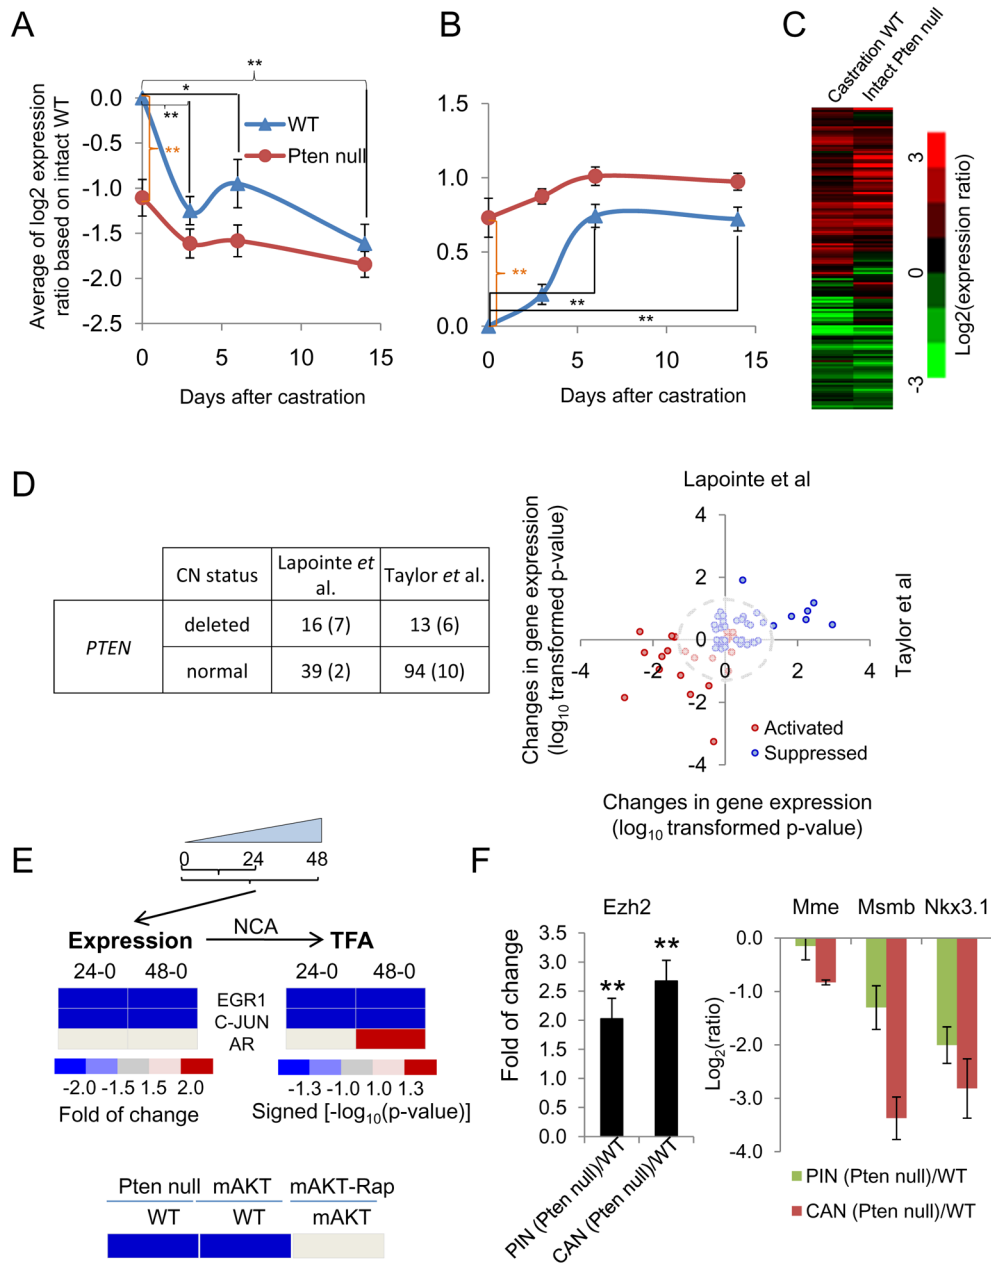 A
Average of log2 expression
ratio based on intact WT
**
*
**
**
WT
Pten null
0.0
-0.5
-1.0
-1.5
-2.0
-2.5
0 5 10 15
Days after castration
B
1.5
1.0
0.5
0.0
**
**
**
0 5 10 15
Days after castration
C
Castration WT
Intact Pten null
3
0
-3
Log2(expression ratio)
D
CN status
Lapointe et al.
Taylor et al.
PTEN
deleted 16 (7) 13 (6)
normal 39 (2) 94 (10)
Lapointe et al
Changes in gene expression
(log10 transformed p-value)
4
2
0
-2
-4
-4 -2 0 2 4
Taylor et al
Activated
Suppressed
Changes in gene expression
(log10 transformed p-value)
E
0 24 48
Expression NCA TFA
24-0 48-0 24-0 48-0
EGR1
C-JUN
AR
-2.0 -1.5 1.5 2.0
Fold of change
-1.3 -1.0 1.0 1.3
Signed [-log10(p-value)]
Pten null mAKT mAKT-Rap
WT WT mAKT
F
Ezh2
Fold of change
3.5
3.0
2.5
2.0
1.5
1.0
0.5
0.0
**
**
PIN (Pten null)/WT
CAN (Pten null)/WT
Mme Msmb Nkx3.1
Log2(ratio)
0.0
-1.0
-2.0
-3.0
-4.0
PIN (Pten null)/WT
CAN (Pten null)/WT